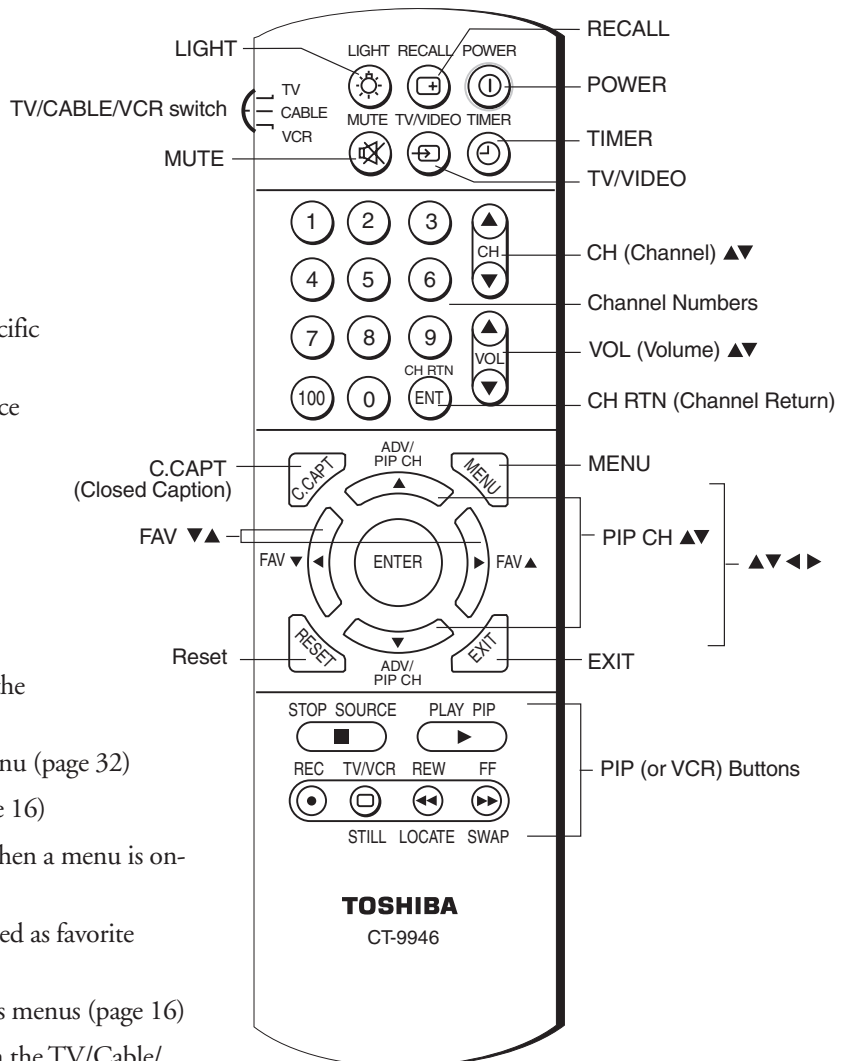 RECALL
LIGHT
LIGHT RECALL POWER
POWER
TV/CABLE/VCR switch
TV
CABLE
VCR
MUTE TV/VIDEO TIMER
TIMER
MUTE
TV/VIDEO
1 2 3
CH
CH (Channel) ▲▼
4 5 6
Channel Numbers
cific
7 8 9
VOL
VOL (Volume) ▲▼
CH RTN
100 0 ENT
CH RTN (Channel Return)
ce
C.CAPT
(Closed Caption)
C.CAPT
ADV/
PIP CH
MENU
MENU
FAV ▼▲
PIP CH ▲▼
▲▼◀▶
FAV ▼
ENTER
FAV ▲
Reset
RESET
ADV/
PIP CH
EXIT
EXIT
he
STOP SOURCE PLAY PIP
nu (page 32)
REC TV/VCR REW FF
PIP (or VCR) Buttons
e 16)
STILL LOCATE SWAP
hen a menu is on-
TOSHIBA
CT-9946
ed as favorite
s menus (page 16)
n the TV/Cable/